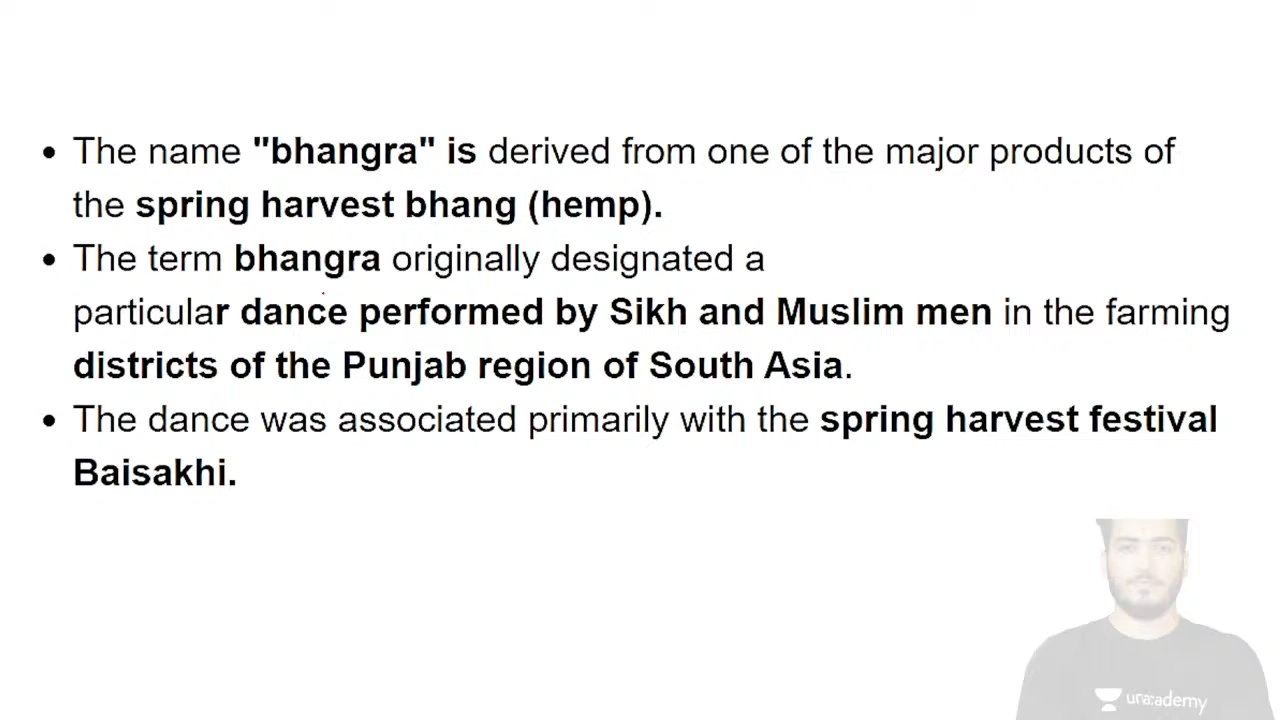 • The name "bhangra" is derived from one of the major products of
the spring harvest bhang (hemp).
• The term bhangra originally designated a
particular dance performed by Sikh and Muslim men in the farming
districts of the Punjab region of South Asia.
• The dance was associated primarily with the spring harvest festival
Baisakhi.
unacademy